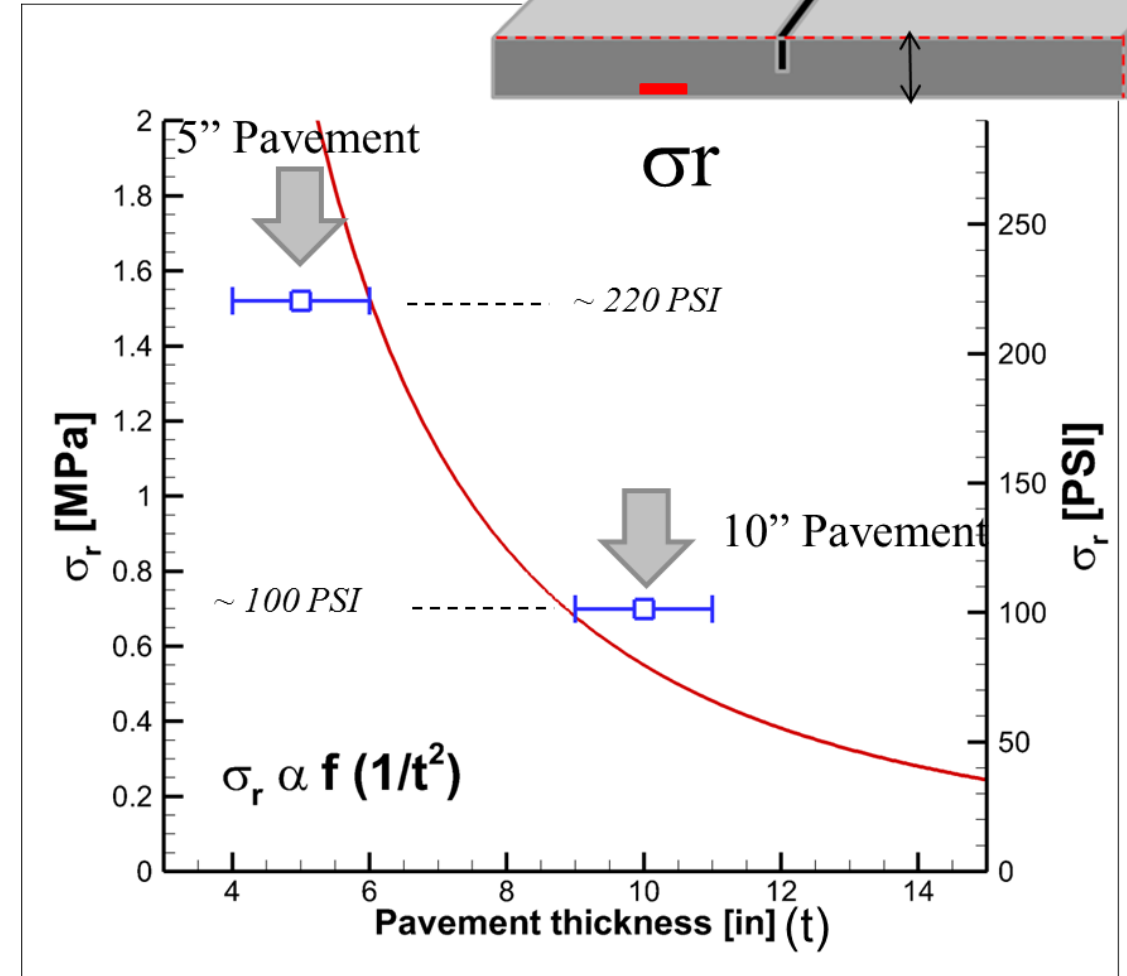 σr
5” Pavement
~ 220 PSI
10” Pavement
~ 100 PSI
σr α f (1/t²)
σr [MPa]
2
1.8
1.6
1.4
1.2
1
0.8
0.6
0.4
0.2
0
σr [PSI]
250
200
150
100
50
0
4 6 8 10 12 14
Pavement thickness [in] (t)